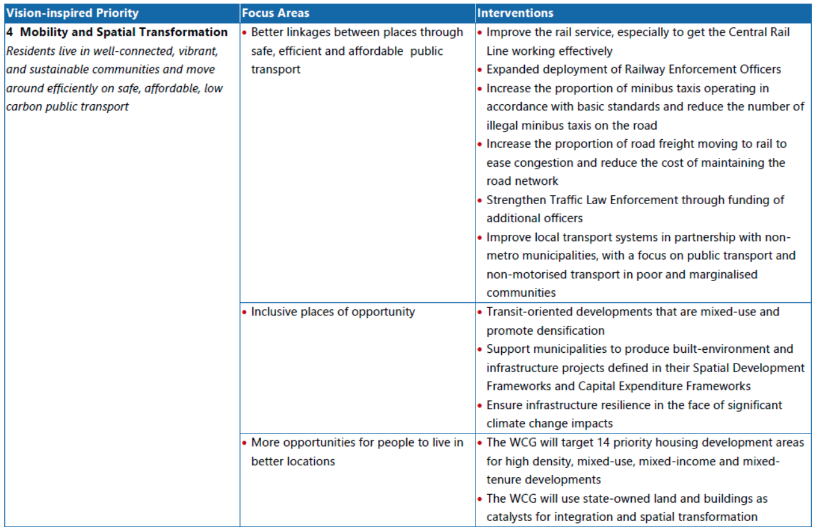 Vision-inspired Priority
Focus Areas
Interventions
4 Mobility and Spatial Transformation
Residents live in well-connected, vibrant,
and sustainable communities and move
around efficiently on safe, affordable, low
carbon public transport
• Better linkages between places through
safe, efficient and affordable public
transport
• Improve the rail service, especially to get the Central Rail
Line working effectively
• Expanded deployment of Railway Enforcement Officers
• Increase the proportion of minibus taxis operating in
accordance with basic standards and reduce the number of
illegal minibus taxis on the road
• Increase the proportion of road freight moving to rail to
ease congestion and reduce the cost of maintaining the
road network
• Strengthen Traffic Law Enforcement through funding of
additional officers
• Improve local transport systems in partnership with non-
metro municipalities, with a focus on public transport and
non-motorised transport in poor and marginalised
communities
• Inclusive places of opportunity
• Transit-oriented developments that are mixed-use and
promote densification
• Support municipalities to produce built-environment and
infrastructure projects defined in their Spatial Development
Frameworks and Capital Expenditure Frameworks
• Ensure infrastructure resilience in the face of significant
climate change impacts
• More opportunities for people to live in
better locations
• The WCG will target 14 priority housing development areas
for high density, mixed-use, mixed-income and mixed-
tenure developments
• The WCG will use state-owned land and buildings as
catalysts for integration and spatial transformation